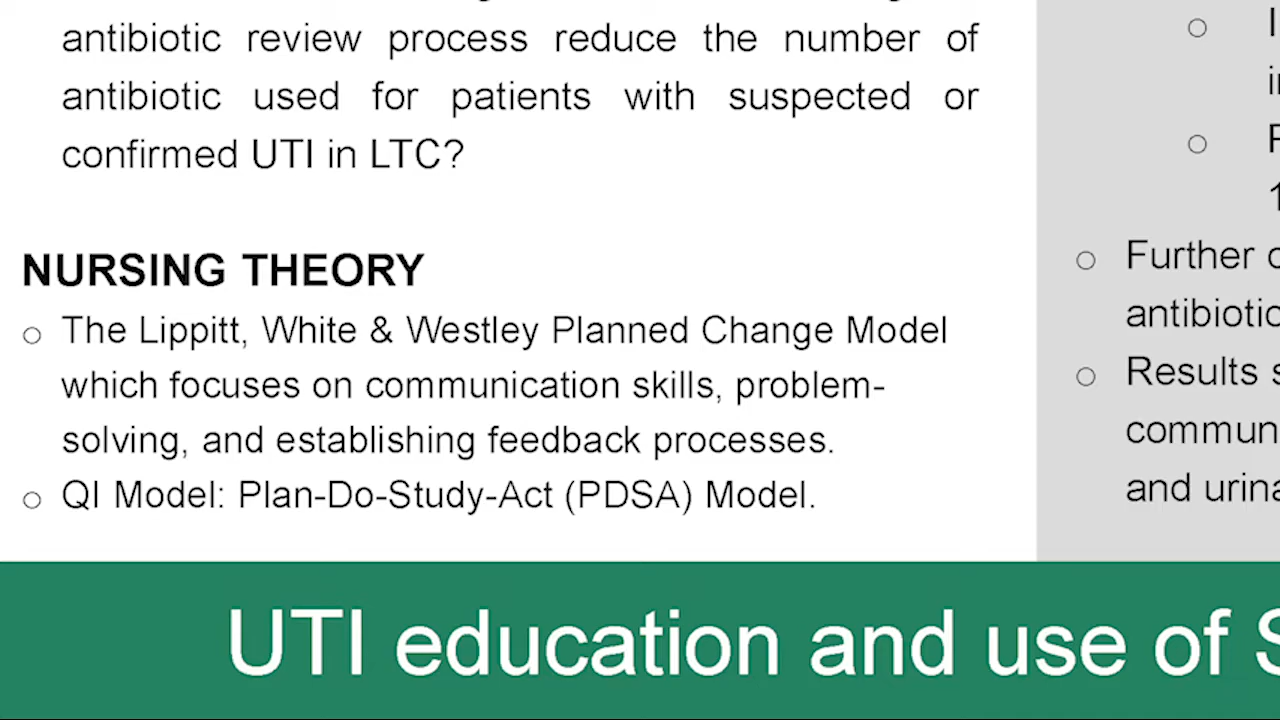 antibiotic review process reduce the number of
antibiotic used for patients with suspected or
confirmed UTI in LTC?
NURSING THEORY
○ The Lippitt, White & Westley Planned Change Model
which focuses on communication skills, problem-
solving, and establishing feedback processes.
○ QI Model: Plan-Do-Study-Act (PDSA) Model.
○ Further
antibiotic
○ Results
commun
and urina
UTI education and use of